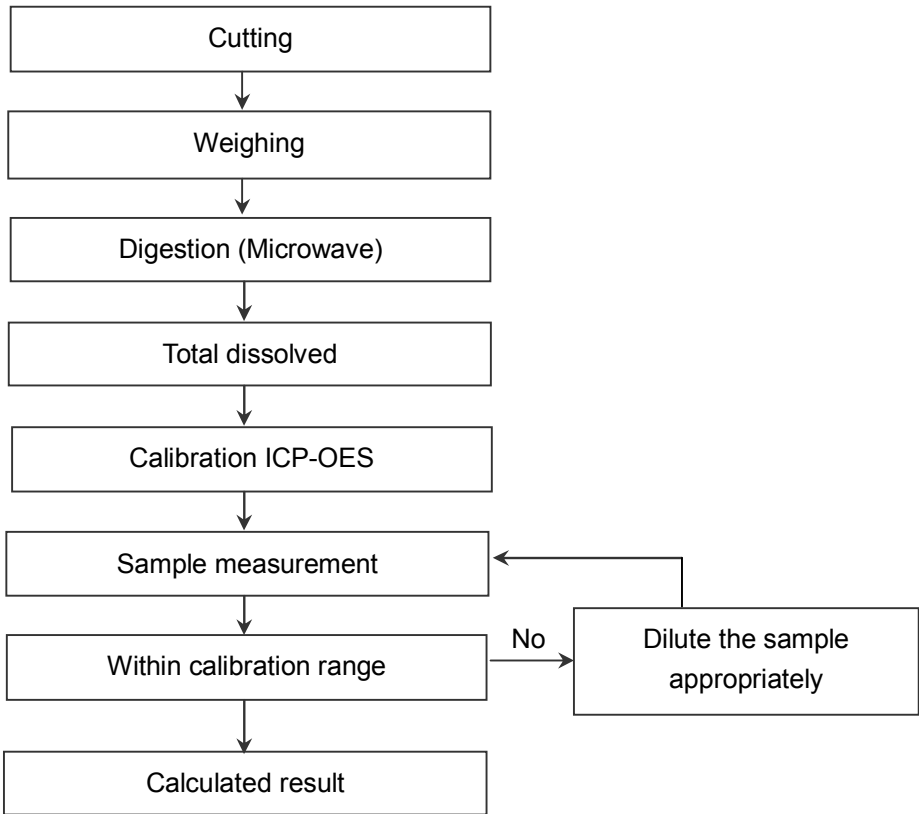 Cutting
Weighing
Digestion (Microwave)
Total dissolved
Calibration ICP-OES
Sample measurement
Within calibration range
No
Dilute the sample
appropriately
Calculated result